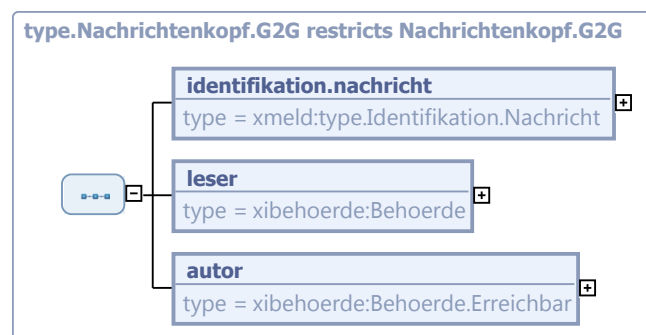 type.Nachrichtenkopf.G2G restricts Nachrichtenkopf.G2G
identifikation.nachricht
type = xmeld:type.Identifikation.Nachricht
leser
type = xibehoerde:Behoerde
autor
type = xibehoerde:Behoerde.Erreichbar